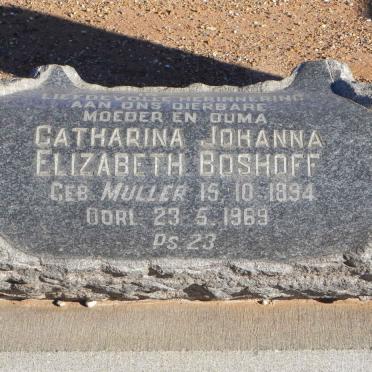 LIEFDEVOLLE HERINNERING
AAN ONS DIERBARE
MOEDER EN OUMA
CATHARINA JOHANNA
ELIZABETH BOSHOFF
GEB MULLER 15.10.1894
OORL 23.5.1969
PS 23